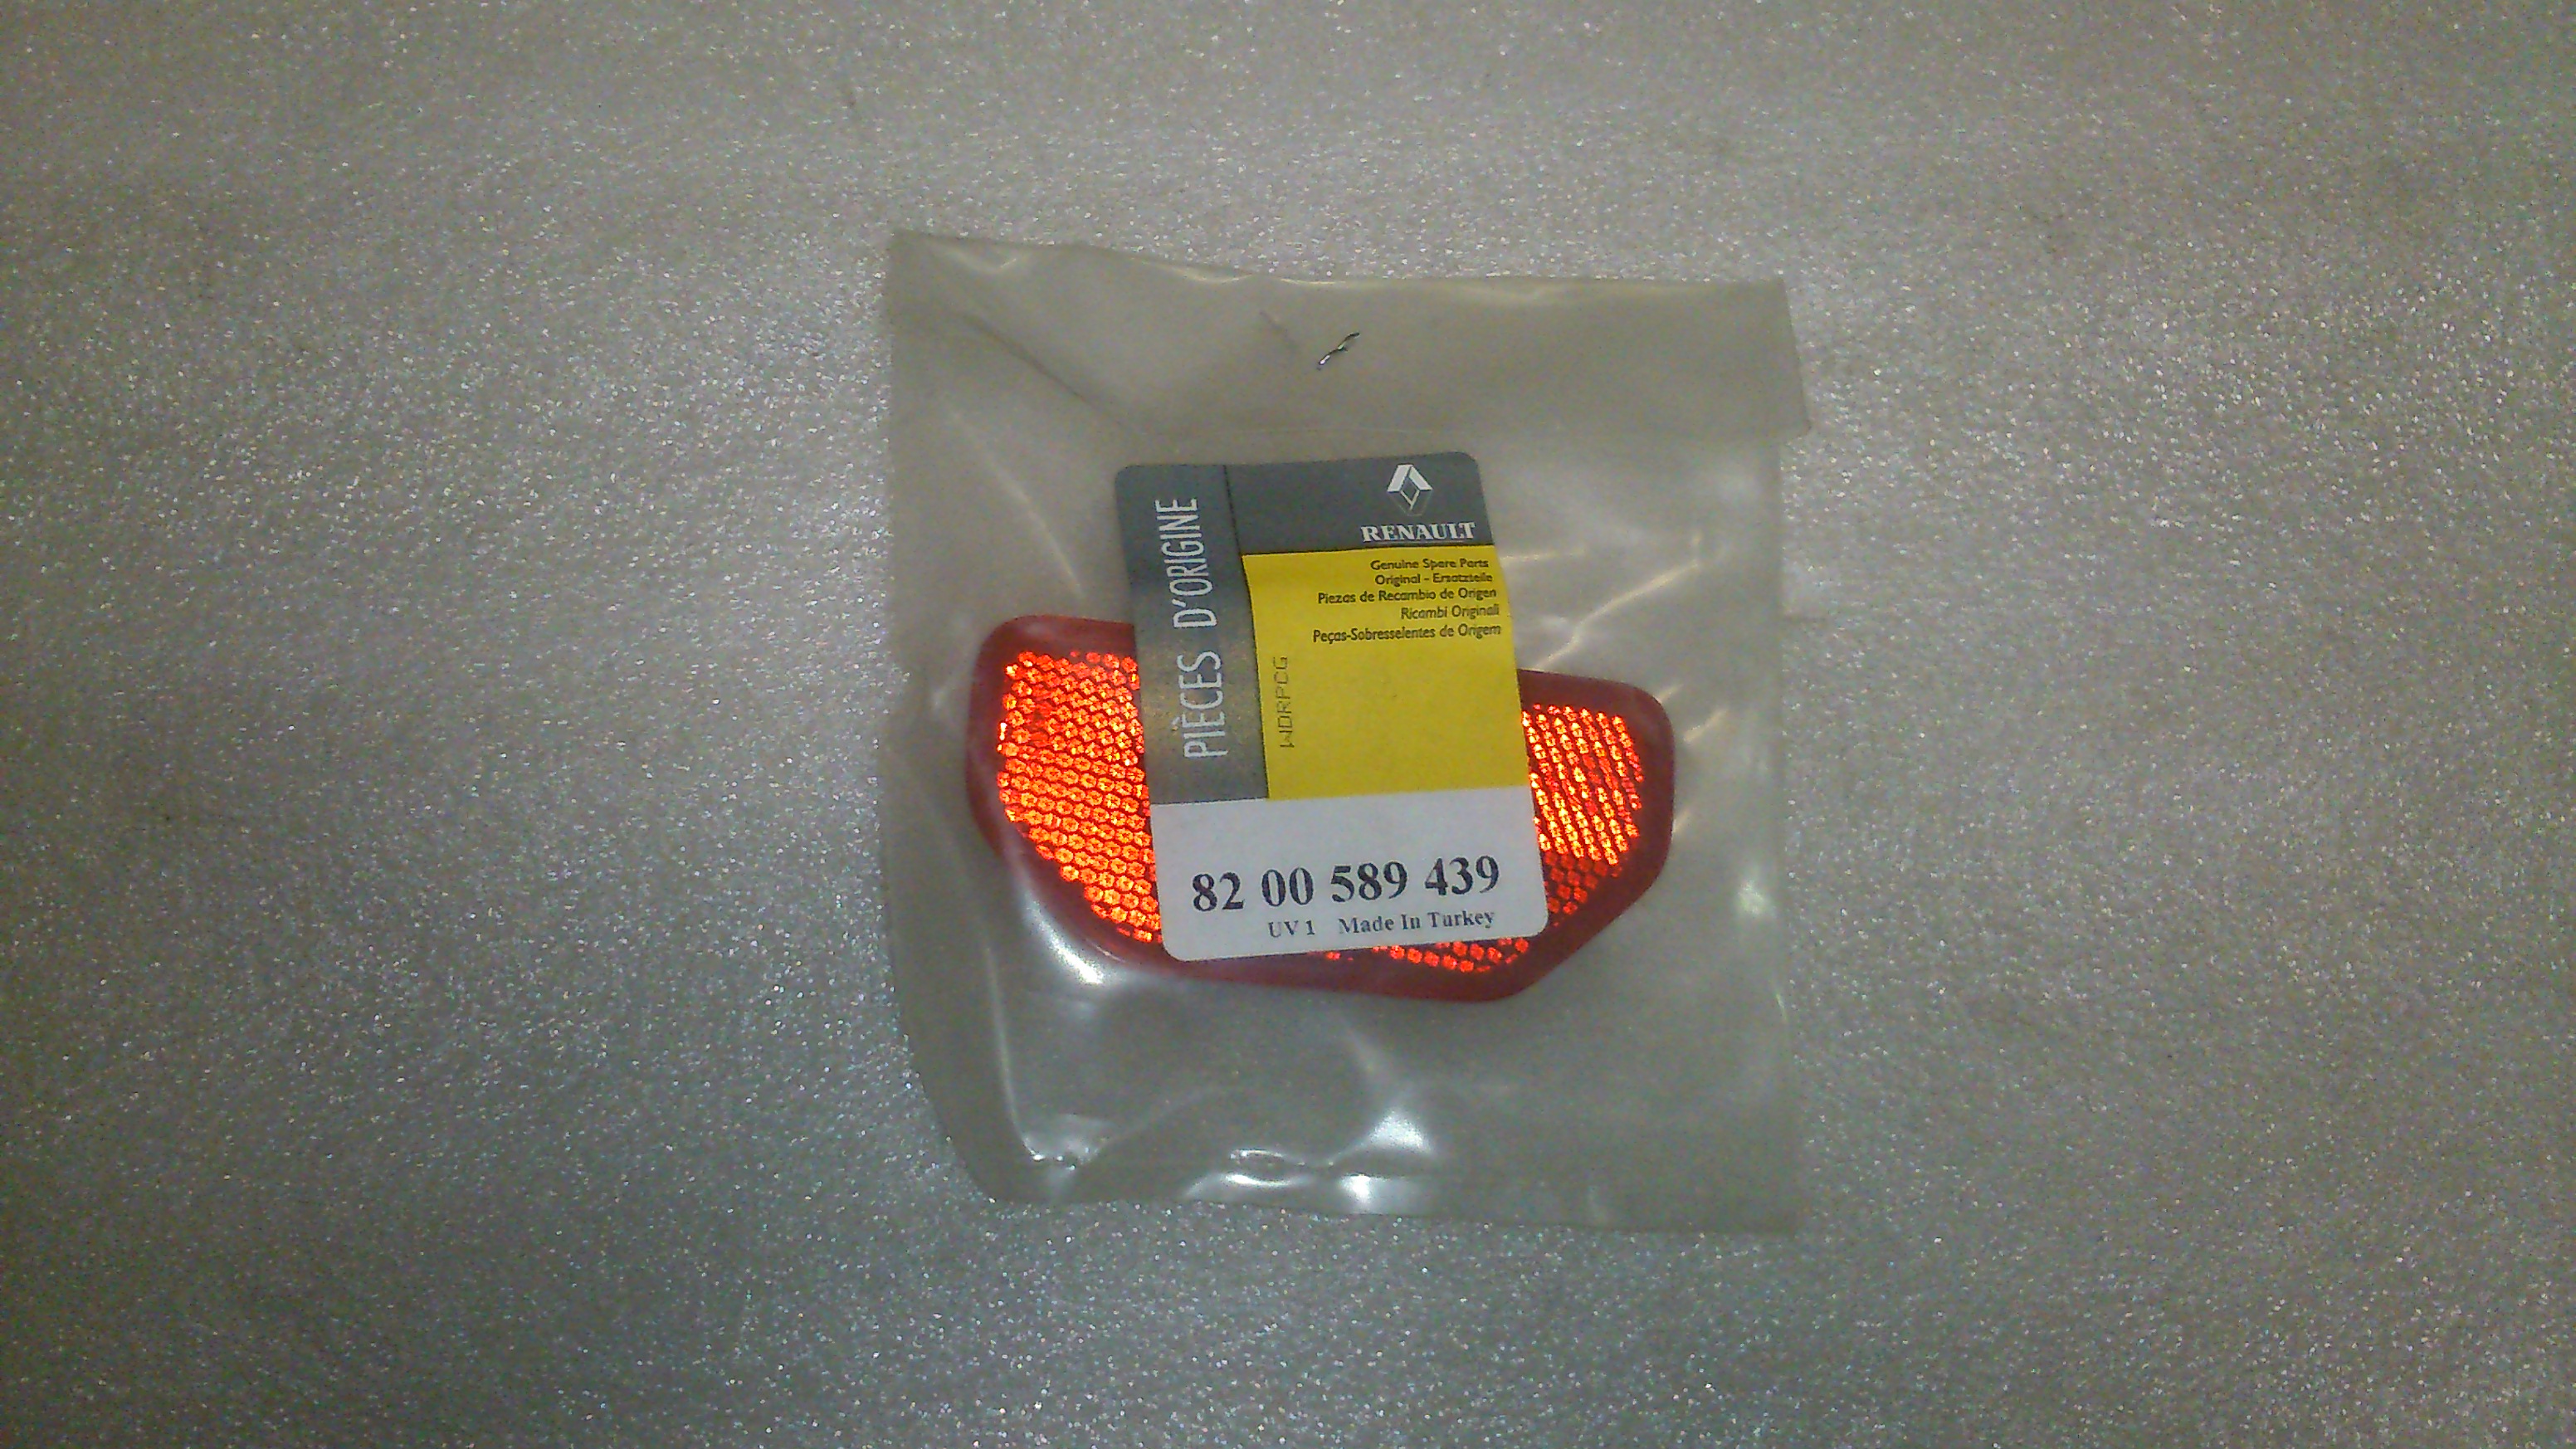 PIÈCES D'ORIGINE
RENAULT
Genuine Spare Parts
Original - Ersatzteile
Piezas de Recambio de Origen
Ricambi Originali
Peças-Sobresselentes de Origem
WDRPCG
82 00 589 439
UV 1 Made In Turkey